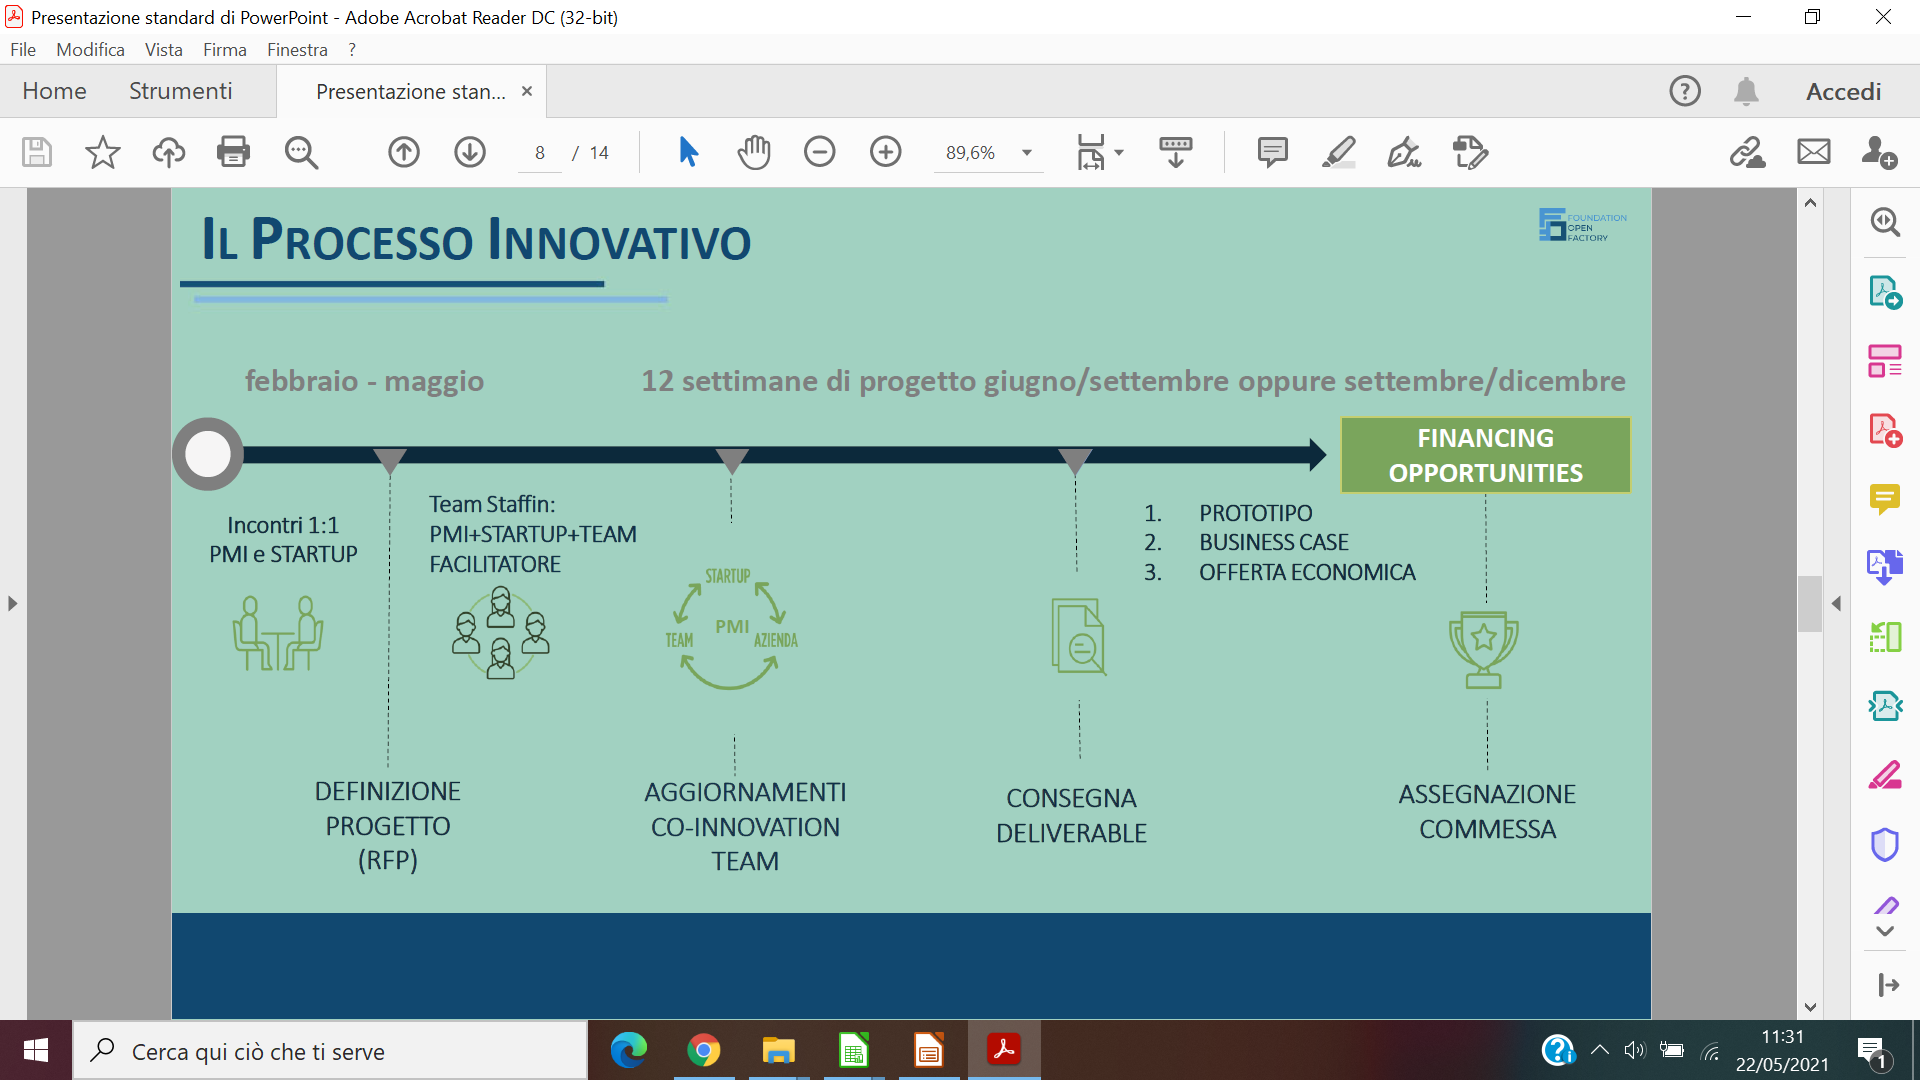 Presentazione standard di PowerPoint - Adobe Acrobat Reader DC (32-bit)
File Modifica Vista Firma Finestra ?
Home Strumenti Presentazione stan... × Accedi
8 / 14 89,6%
IL PROCESSO INNOVATIVO
FOUNDATION
OPEN
FACTORY
febbraio - maggio
12 settimane di progetto giugno/settembre oppure settembre/dicembre
FINANCING
OPPORTUNITIES
Incontri 1:1
PMI e STARTUP
Team Staffin:
PMI+STARTUP+TEAM
FACILITATORE
STARTUP
PMI
TEAM
AZIENDA
1. PROTOTIPO
2. BUSINESS CASE
3. OFFERTA ECONOMICA
DEFINIZIONE
PROGETTO
(RFP)
AGGIORNAMENTI
CO-INNOVATION
TEAM
CONSEGNA
DELIVERABLE
ASSEGNAZIONE
COMMESSA
Cerca qui ciò che ti serve
11:31
22/05/2021
1